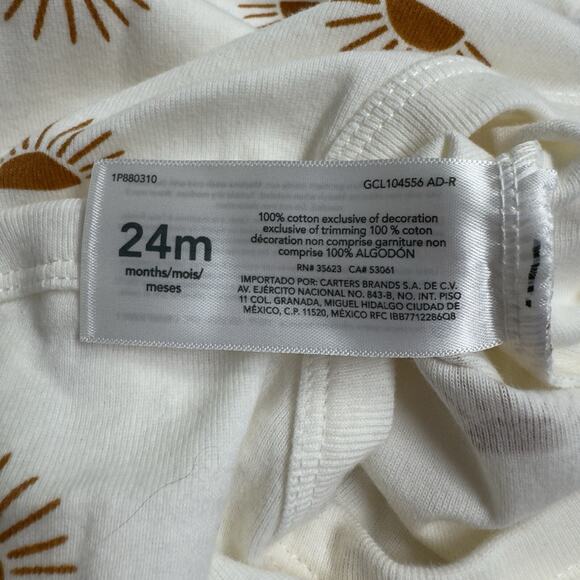 1P880310
GCL104556 AD-R
24m
months/mois/
meses
100% cotton exclusive of decoration
exclusive of trimming 100 % coton
décoration non comprise garniture non
comprise 100% ALGODÓN
RN# 35623 CA# 53061
IMPORTADO POR: CARTERS BRANDS S.A. DE C.V.
AV. EJÉRCITO NACIONAL NO. 843-B, NO. INT. PISO
11 COL. GRANADA, MIGUEL HIDALGO CIUDAD DE
MÉXICO, C.P. 11520, MÉXICO RFC IBB7712286Q8